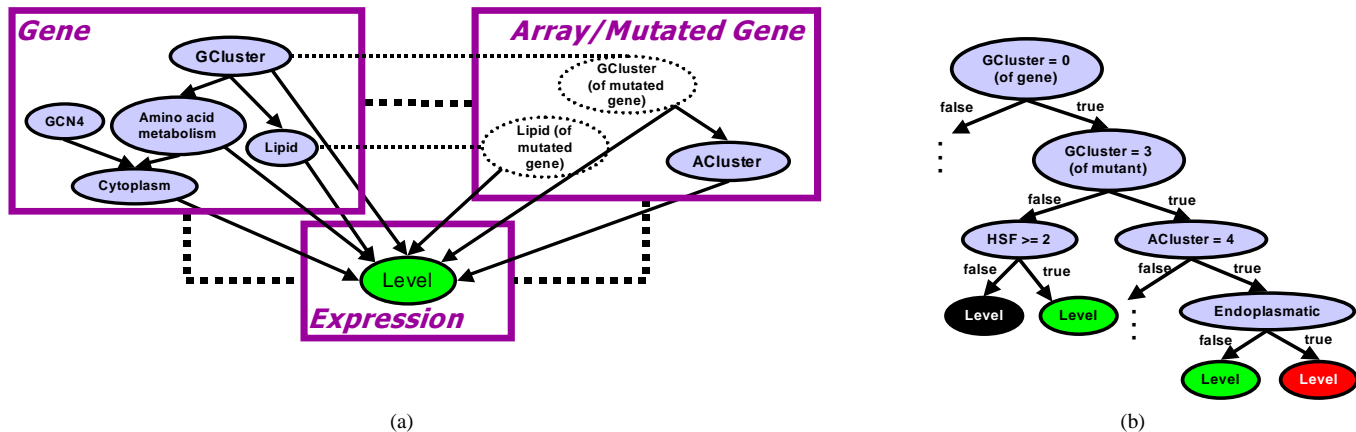 Gene
GCluster
GCN4
Amino acid
metabolism
Lipid
Cytoplasm
Array/Mutated Gene
GCluster
(of mutated
gene)
Lipid (of
mutated
gene)
ACluster
Level
Expression
(a)
GCluster = 0
(of gene)
false
true
GCluster = 3
(of mutant)
false
true
HSF >= 2
ACluster = 4
false
true
false
true
Level
Level
Endoplasmatic
false
true
Level
Level
(b)